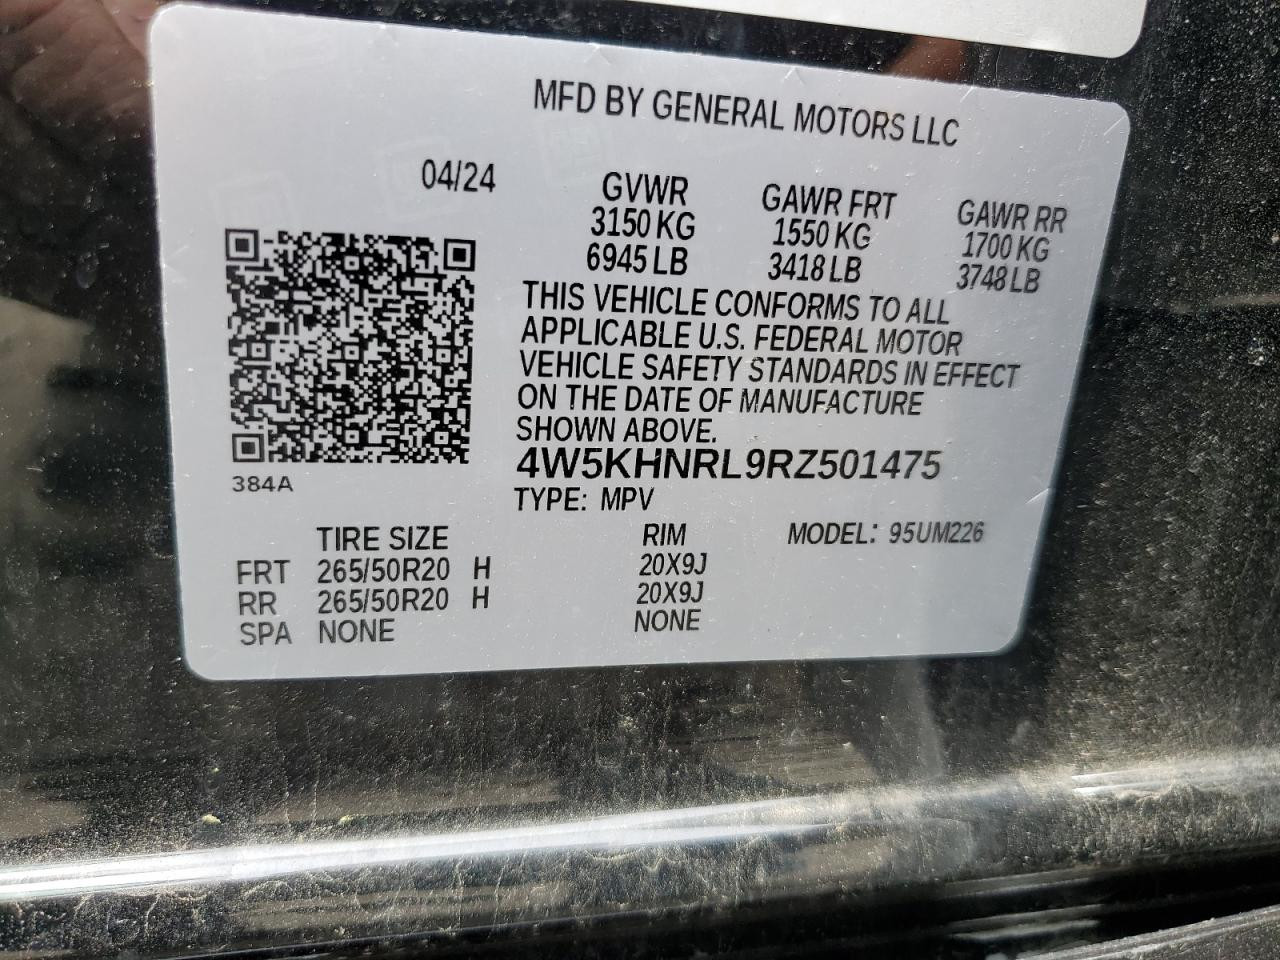 MFD BY GENERAL MOTORS LLC
04/24
GVWR GAWR FRT GAWR RR
3150 KG 1550 KG 1700 KG
6945 LB 3418 LB 3748 LB
THIS VEHICLE CONFORMS TO ALL
APPLICABLE U.S. FEDERAL MOTOR
VEHICLE SAFETY STANDARDS IN EFFECT
ON THE DATE OF MANUFACTURE
SHOWN ABOVE.
4W5KHNRL9RZ501475
384A
TYPE: MPV
TIRE SIZE RIM MODEL: 95UM226
FRT 265/50R20 H 20X9J
RR 265/50R20 H 20X9J
SPA NONE NONE